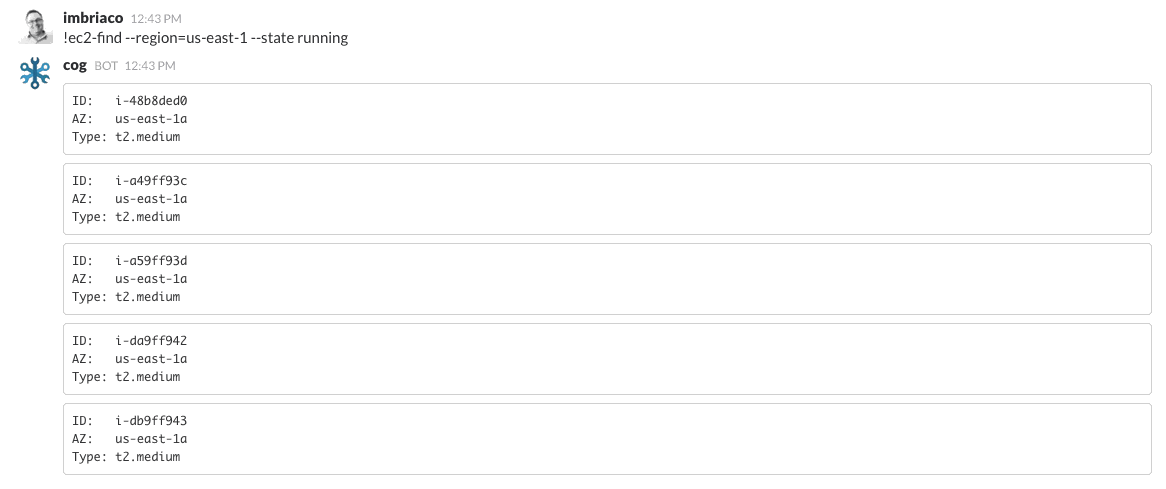 imbriaco 12:43 PM
!ec2-find --region=us-east-1 --state running
cog BOT 12:43 PM
ID: i-48b8ded0
AZ: us-east-1a
Type: t2.medium
ID: i-a49ff93c
AZ: us-east-1a
Type: t2.medium
ID: i-a59ff93d
AZ: us-east-1a
Type: t2.medium
ID: i-da9ff942
AZ: us-east-1a
Type: t2.medium
ID: i-db9ff943
AZ: us-east-1a
Type: t2.medium